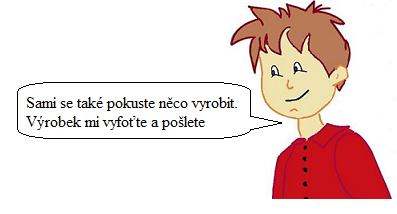 Sami se také pokuste něco vyrobit.
Výrobek mi vyfoťte a pošlete